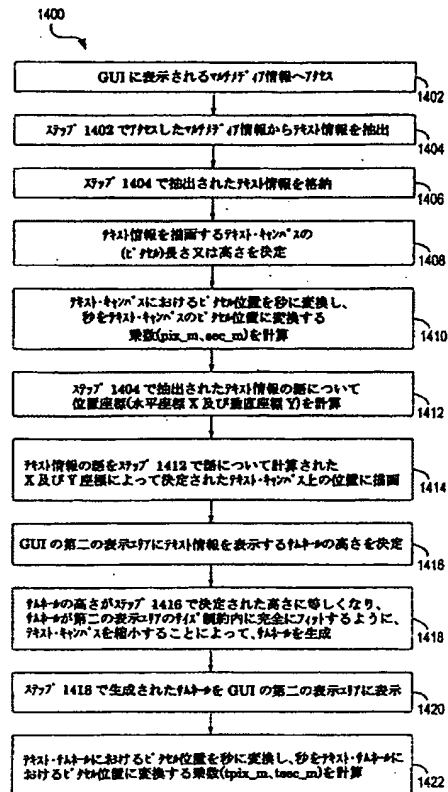 1400
GUI に表示されるﾏﾙﾁﾒﾃﾞｨｱ情報へｱｸｾｽ
1402
ｽﾃｯﾌﾟ 1402 でｱｸｾｽしたﾏﾙﾁﾒﾃﾞｨｱ情報からﾃｷｽﾄ情報を抽出
1404
ｽﾃｯﾌﾟ 1404 で抽出されたﾃｷｽﾄ情報を格納
1406
ﾃｷｽﾄ情報を描画するﾃｷｽﾄ･ｷｬﾝﾊﾞｽの
(ﾋﾟｸｾﾙ)長さ又は高さを決定
1408
ﾃｷｽﾄ･ｷｬﾝﾊﾞｽにおけるﾋﾟｸｾﾙ位置を秒に変換し、
秒をﾃｷｽﾄ･ｷｬﾝﾊﾞｽのﾋﾟｸｾﾙ位置に変換する
乗数(pix_m、sec_m)を計算
1410
ｽﾃｯﾌﾟ 1404 で抽出されたﾃｷｽﾄ情報の語について
位置座標(水平座標 X 及び垂直座標 Y)を計算
1412
ﾃｷｽﾄ情報の語をｽﾃｯﾌﾟ 1412 で語について計算された
X 及び Y 座標によって決定されたﾃｷｽﾄ･ｷｬﾝﾊﾞｽ上の位置に描画
1414
GUI の第二の表示ｴﾘｱにﾃｷｽﾄ情報を表示するｻﾑﾈｰﾙの高さを決定
1416
ｻﾑﾈｰﾙの高さがｽﾃｯﾌﾟ 1416 で決定された高さに等しくなり、
ｻﾑﾈｰﾙが第二の表示ｴﾘｱのｻｲｽﾞ制約内に完全にﾌｨｯﾄするように、
ﾃｷｽﾄ･ｷｬﾝﾊﾞｽを縮小することによって、ｻﾑﾈｰﾙを生成
1418
ｽﾃｯﾌﾟ 1418 で生成されたｻﾑﾈｰﾙを GUI の第二の表示ｴﾘｱに表示
1420
ﾃｷｽﾄ･ｻﾑﾈｰﾙにおけるﾋﾟｸｾﾙ位置を秒に変換し、秒をﾃｷｽﾄ･ｻﾑﾈｰﾙに
おけるﾋﾟｸｾﾙ位置に変換する乗数(tpix_m、tsec_m)を計算
1422